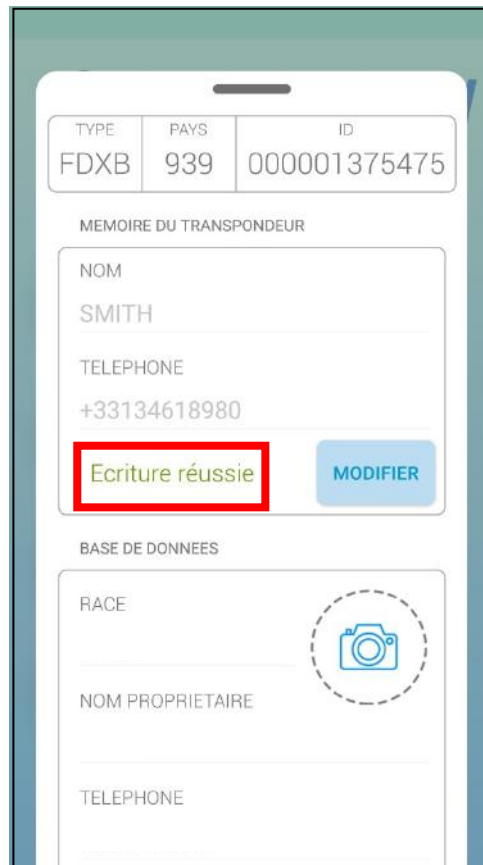 TYPE PAYS ID
FDXB 939 000001375475
MEMOIRE DU TRANSPONDEUR
NOM
SMITH
TELEPHONE
+33134618980
Ecriture réussie MODIFIER
BASE DE DONNEES
RACE
NOM PROPRIETAIRE
TELEPHONE